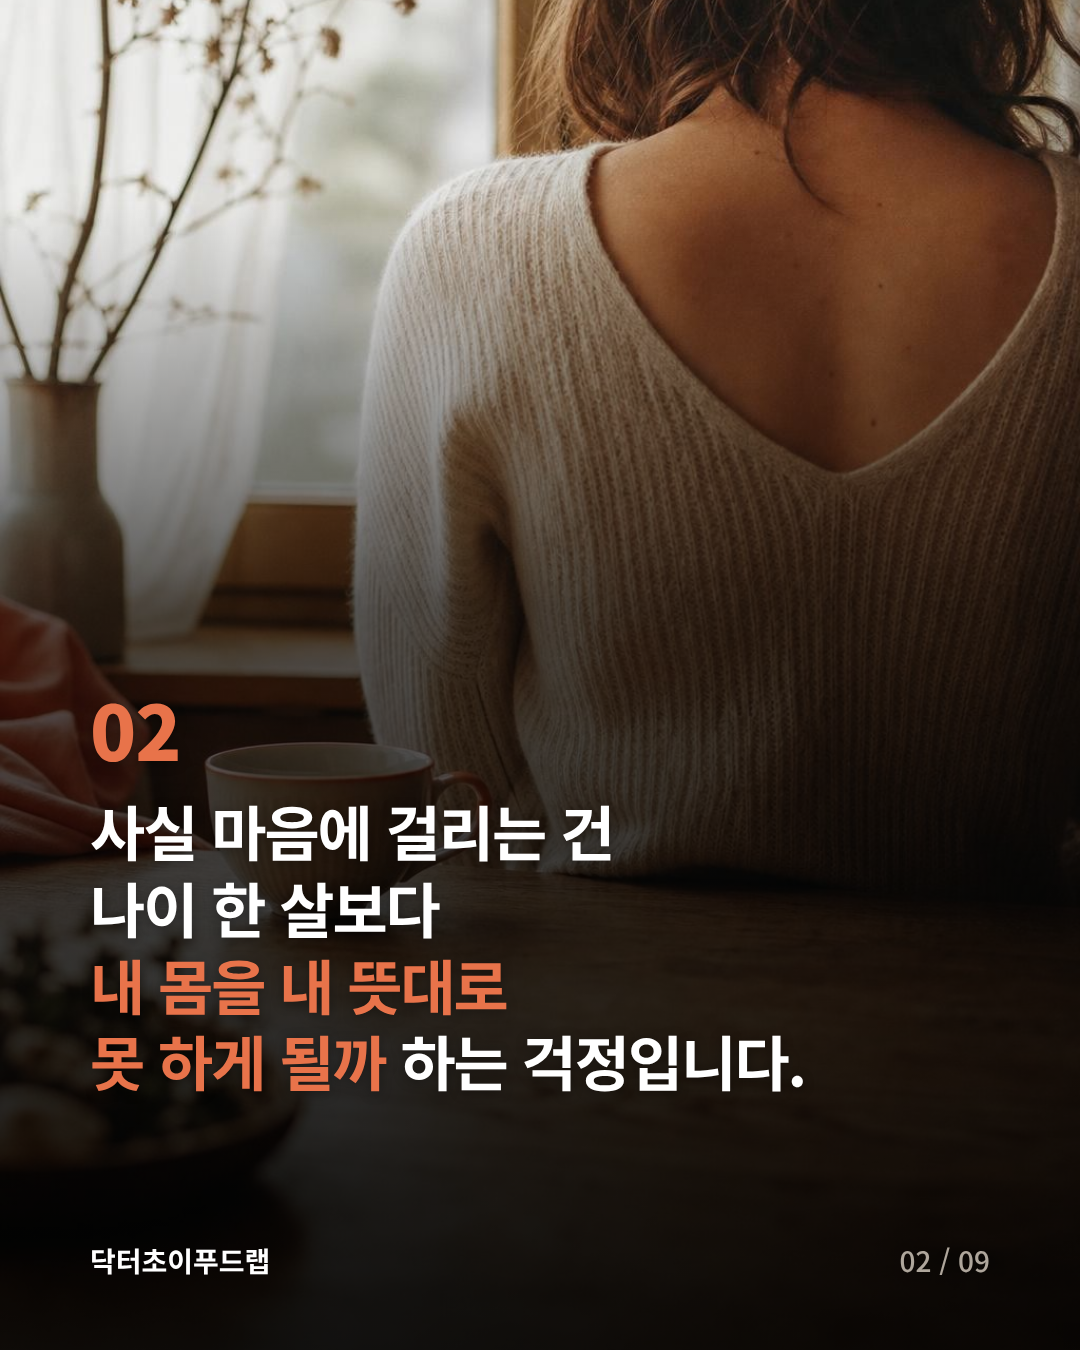 02
사실 마음에 걸리는 건
나이 한 살보다
내 몸을 내 뜻대로
못 하게 될까 하는 걱정입니다.
닥터초이푸드랩
02 / 09